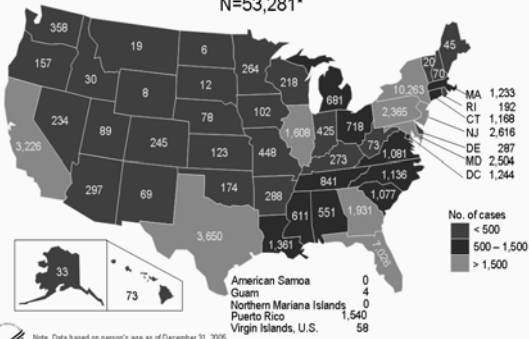 N=53,281*
358
19
6
264
45
20
70
157
30
8
12
218
681
10,263
2,365
MA 1,233
RI 192
CT 1,168
NJ 2,616
DE 287
MD 2,504
DC 1,244
3,226
234
89
245
78
102
1,608
425
718
73
1,081
123
448
273
841
1,136
1,077
297
69
174
288
611
551
1,931
3,650
1,361
7,026
No. of cases
< 500
500 – 1,500
> 1,500
33
73
American Samoa 0
Guam 4
Northern Mariana Islands 0
Puerto Rico 1,540
Virgin Islands, U.S. 58
Note. Data based on person's age as of December 31, 2005.